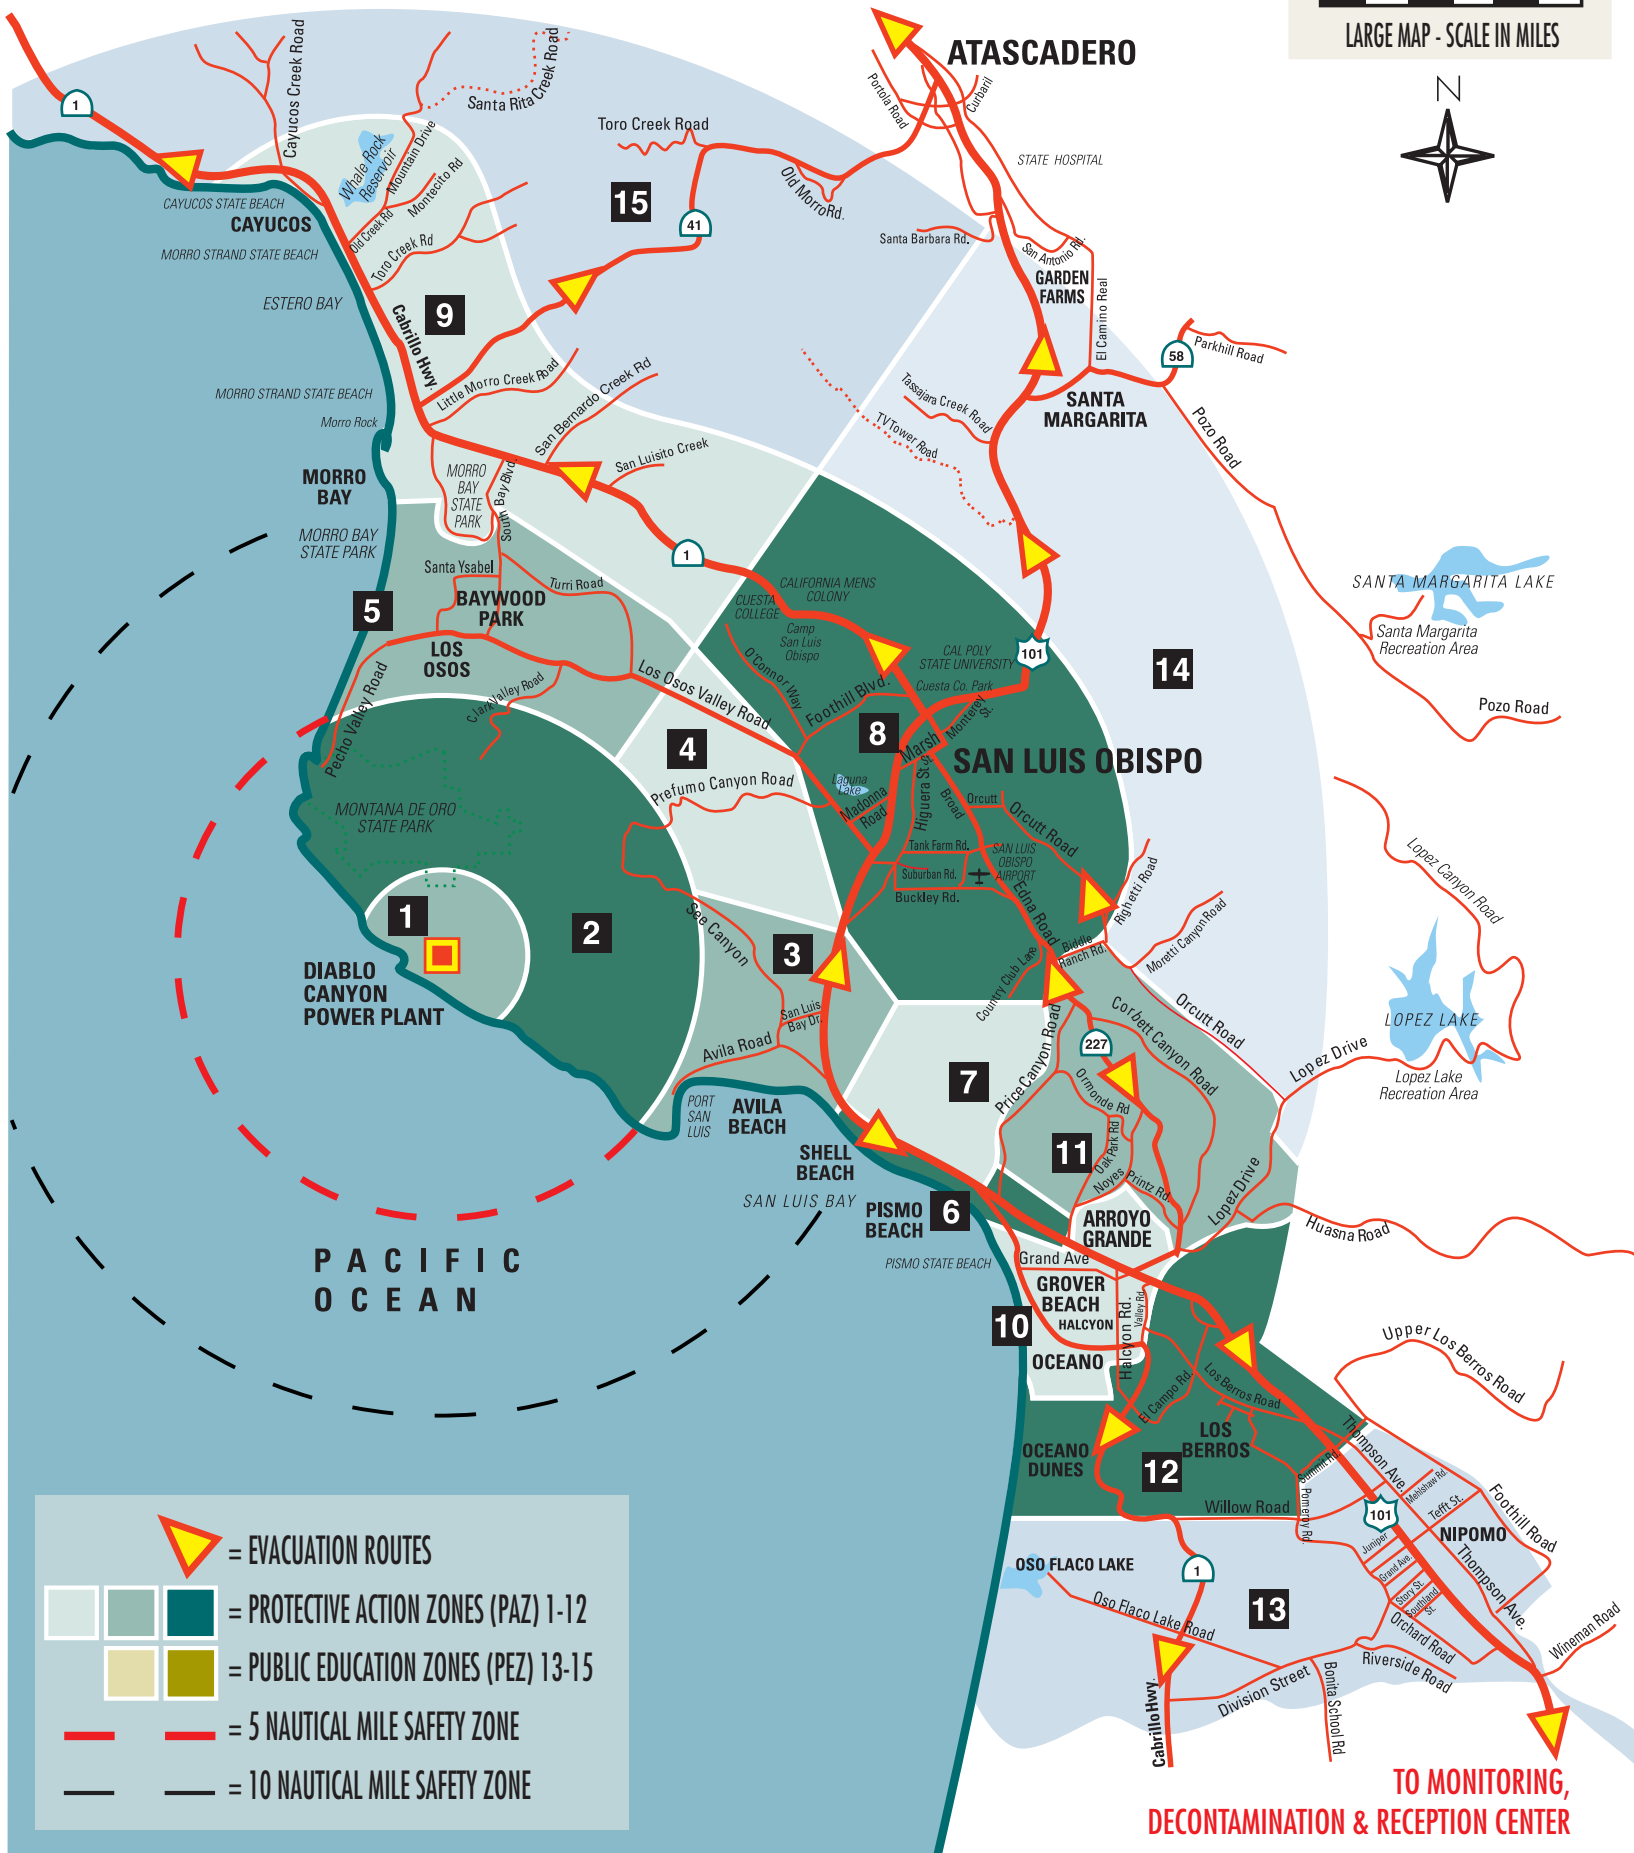 LARGE MAP - SCALE IN MILES
N
ATASCADERO
Portola Road
Curbaril
STATE HOSPITAL
1
Cayucos Creek Road
Santa Rita Creek Road
Toro Creek Road
Old Morro Rd.
Whale Rock
Reservoir
Mountain Drive
Montecito Rd
Old Creek Rd
Toro Creek Rd
15
41
CAYUCOS STATE BEACH
CAYUCOS
MORRO STRAND STATE BEACH
ESTERO BAY
Cabrillo Hwy.
9
Santa Barbara Rd.
San Antonio Rd.
GARDEN
FARMS
El Camino Real
58
Parkhill Road
SANTA
MARGARITA
Pozo Road
Tassajara Creek Road
TV Tower Road
MORRO STRAND STATE BEACH
Morro Rock
Little Morro Creek Road
San Bernardo Creek Rd
San Luisito Creek
MORRO
BAY
MORRO
BAY
STATE
PARK
South Bay Blvd.
MORRO BAY
STATE PARK
1
Santa Ysabel
Turri Road
5
BAYWOOD
PARK
LOS
OSOS
CALIFORNIA MENS
COLONY
CUESTA
COLLEGE
Camp
San Luis
Obispo
CAL POLY
STATE UNIVERSITY
101
Cuesta Co. Park
14
SANTA MARGARITA LAKE
Santa Margarita
Recreation Area
Pozo Road
Pecho Valley Road
Clark Valley Road
Los Osos Valley Road
O'Connor Way
Foothill Blvd.
Monterey
St.
8
Marsh
St.
SAN LUIS OBISPO
4
Prefumo Canyon Road
Laguna
Lake
Madonna
Road
Higuera St.
Broad
Orcutt
Orcutt Road
Tank Farm Rd.
SAN LUIS
OBISPO
AIRPORT
Suburban Rd.
Buckley Rd.
Edna Road
Righetti Road
Moretti Canyon Road
Biddle
Ranch Rd.
Country Club Lane
Lopez Canyon Road
MONTANA DE ORO
STATE PARK
1
2
DIABLO
CANYON
POWER PLANT
See Canyon
3
San Luis
Bay Dr.
Avila Road
PORT
SAN
LUIS
AVILA
BEACH
7
Price Canyon Road
227
Corbett Canyon Road
Orcutt Road
Lopez Drive
LOPEZ LAKE
Lopez Lake
Recreation Area
Ormonde Rd
Oak Park Rd
11
Noyes
Printz Rd.
Lopez Drive
Huasna Road
SHELL
BEACH
SAN LUIS BAY
PISMO
BEACH
6
PISMO STATE BEACH
ARROYO
GRANDE
Grand Ave
GROVER
BEACH
HALCYON
Halcyon Rd.
Valley Rd.
10
OCEANO
PACIFIC
OCEAN
El Campo Rd.
Los Berros Road
LOS
BERROS
OCEANO
DUNES
12
Upper Los Berros Road
Thompson Ave.
Summit Rd.
Pomeroy Rd.
Willow Road
101
Mehlshaw Rd.
Tefft St.
Foothill Road
NIPOMO
Juniper
Grand Ave.
Story St.
Southland
St.
Thompson Ave.
Orchard Road
Riverside Road
Wineman Road
OSO FLACO LAKE
Oso Flaco Lake Road
1
13
Division Street
Bonita School Rd
Cabrillo Hwy.
= EVACUATION ROUTES
= PROTECTIVE ACTION ZONES (PAZ) 1-12
= PUBLIC EDUCATION ZONES (PEZ) 13-15
= 5 NAUTICAL MILE SAFETY ZONE
= 10 NAUTICAL MILE SAFETY ZONE
TO MONITORING,
DECONTAMINATION & RECEPTION CENTER